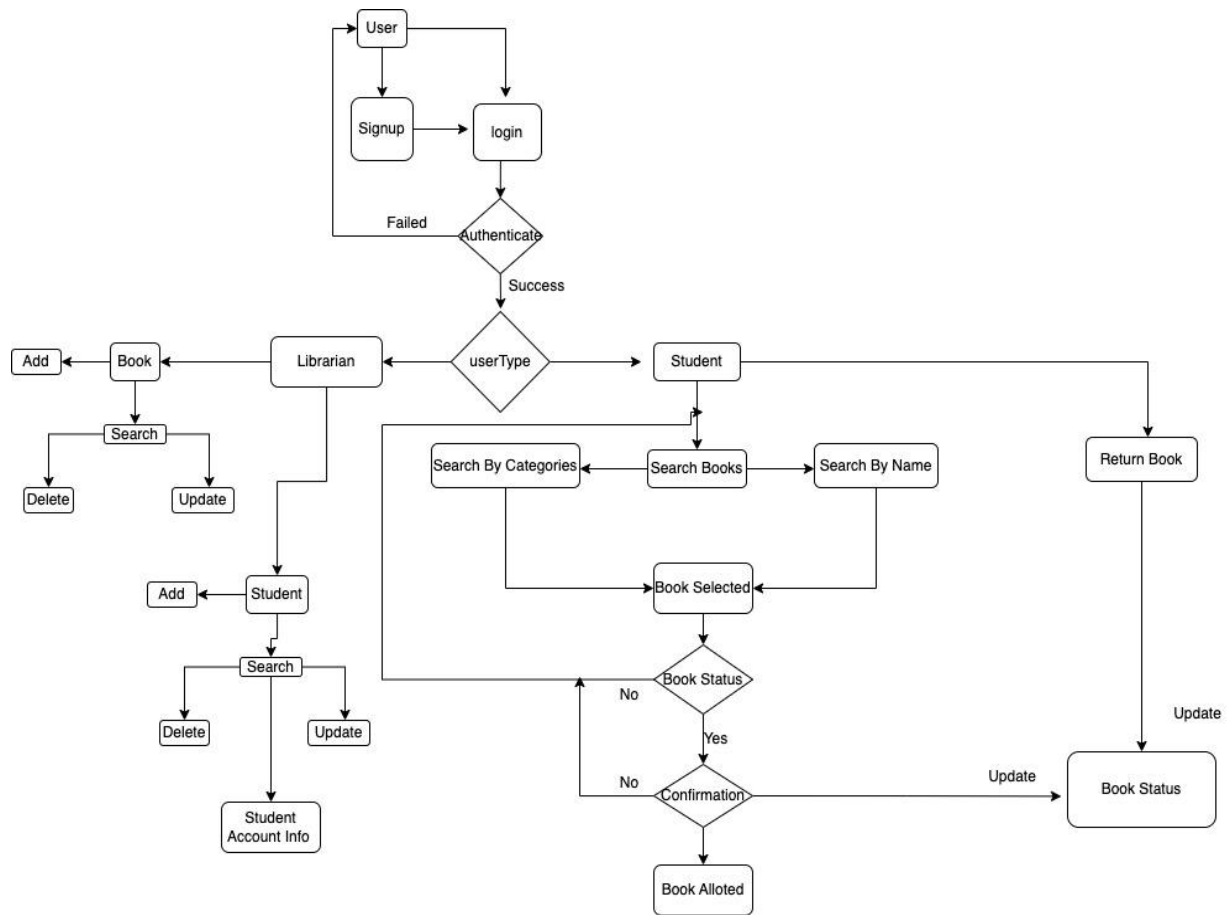 User
Signup
login
Failed
Authenticate
Success
Add
Book
Librarian
userType
Student
Search
Delete
Update
Search By Categories
Search Books
Search By Name
Return Book
Add
Student
Book Selected
Search
Book Status
No
Update
Delete
Update
Yes
No
Confirmation
Update
Book Status
Student
Account Info
Book Alloted